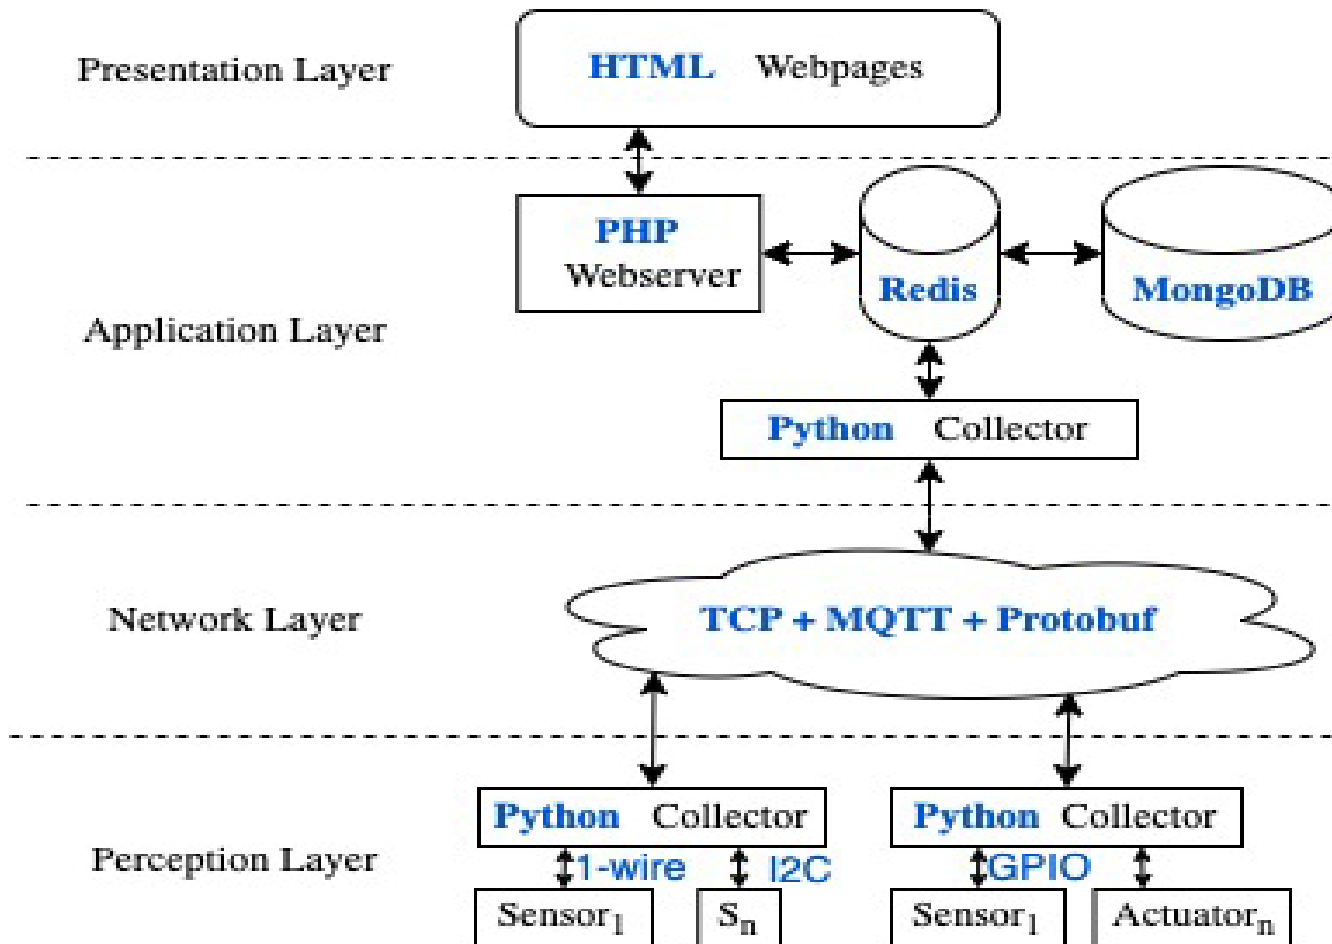 Presentation Layer
HTML Webpages
PHP
Webserver
Redis
MongoDB
Application Layer
Python Collector
Network Layer
TCP + MQTT + Protobuf
Python Collector
Python Collector
Perception Layer
1-wire
I2C
GPIO
Sensor1
Sn
Sensor1
Actuatorn